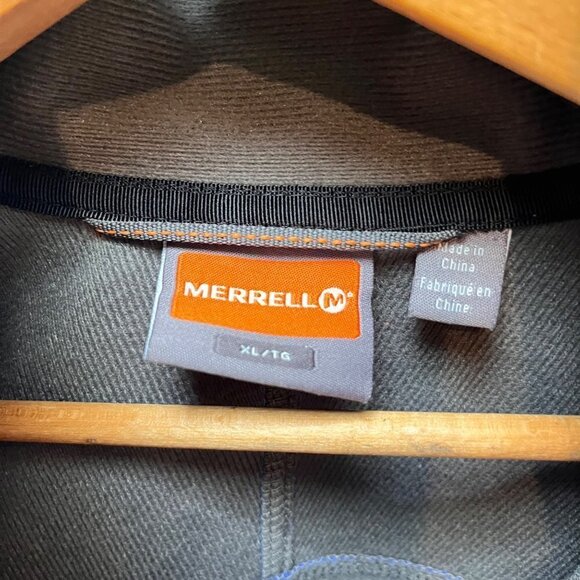 MERRELL M
XL/TG
Made in
China
Fabriqué en
Chine